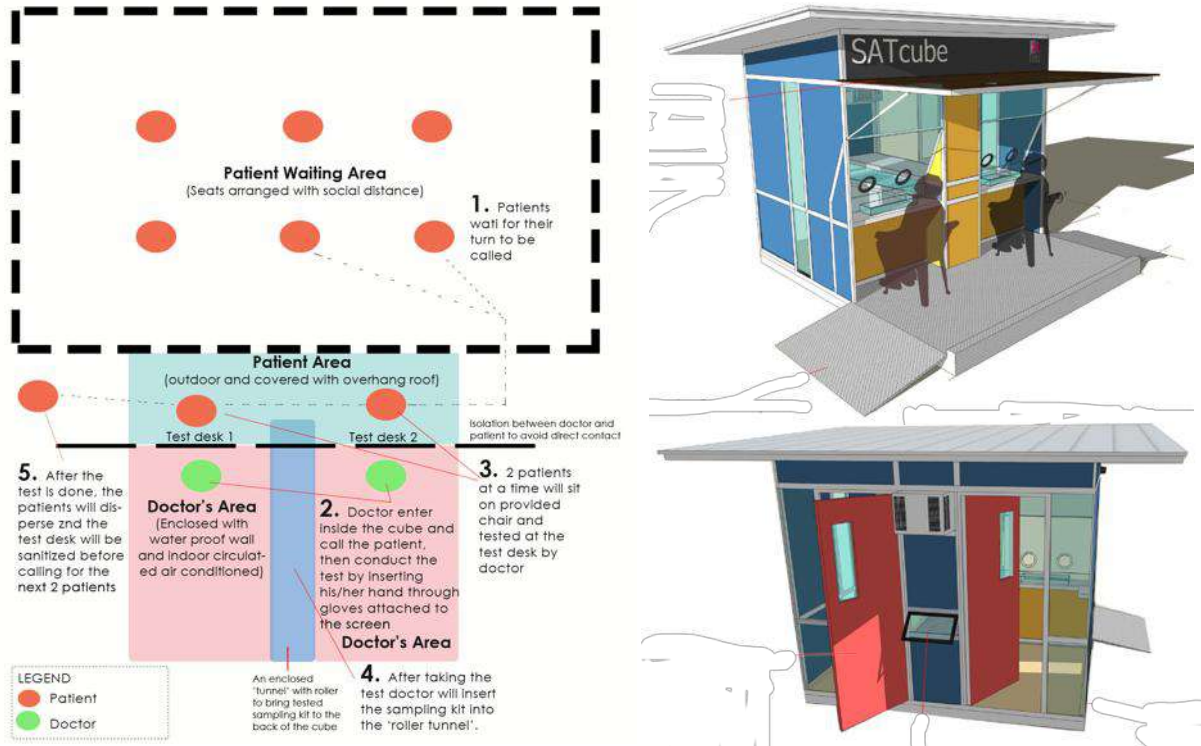 Patient Waiting Area
(Seats arranged with social distance)
1. Patients
wati for their
turn to be
called
Patient Area
(outdoor and covered with overhang roof)
Test desk 1
Test desk 2
Isolation between doctor and
patient to avoid direct contact
5. After the
test is done, the
patients will dis-
perse znd the
test desk will be
sanitized before
calling for the
next 2 patients
Doctor's Area
(Enclosed with
water proof wall
and indoor circulat-
ed air conditioned)
2. Doctor enter
inside the cube and
call the patient,
then conduct the
test by inserting
his/her hand through
gloves attached to
the screen
Doctor's Area
3. 2 patients
at a time will sit
on provided
chair and
tested at the
test desk by
doctor
LEGEND
Patient
Doctor
An enclosed
'tunnel' with roller
to bring tested
sampling kit to the
back of the cube
4. After taking the
test doctor will insert
the sampling kit into
the 'roller tunnel'.
SATcube